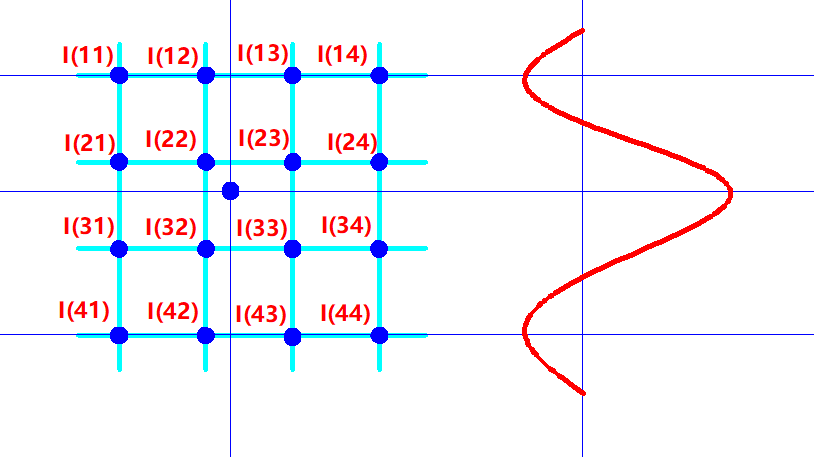 I(11) I(12) I(13) I(14)
I(21) I(22) I(23) I(24)
I(31) I(32) I(33) I(34)
I(41) I(42) I(43) I(44)